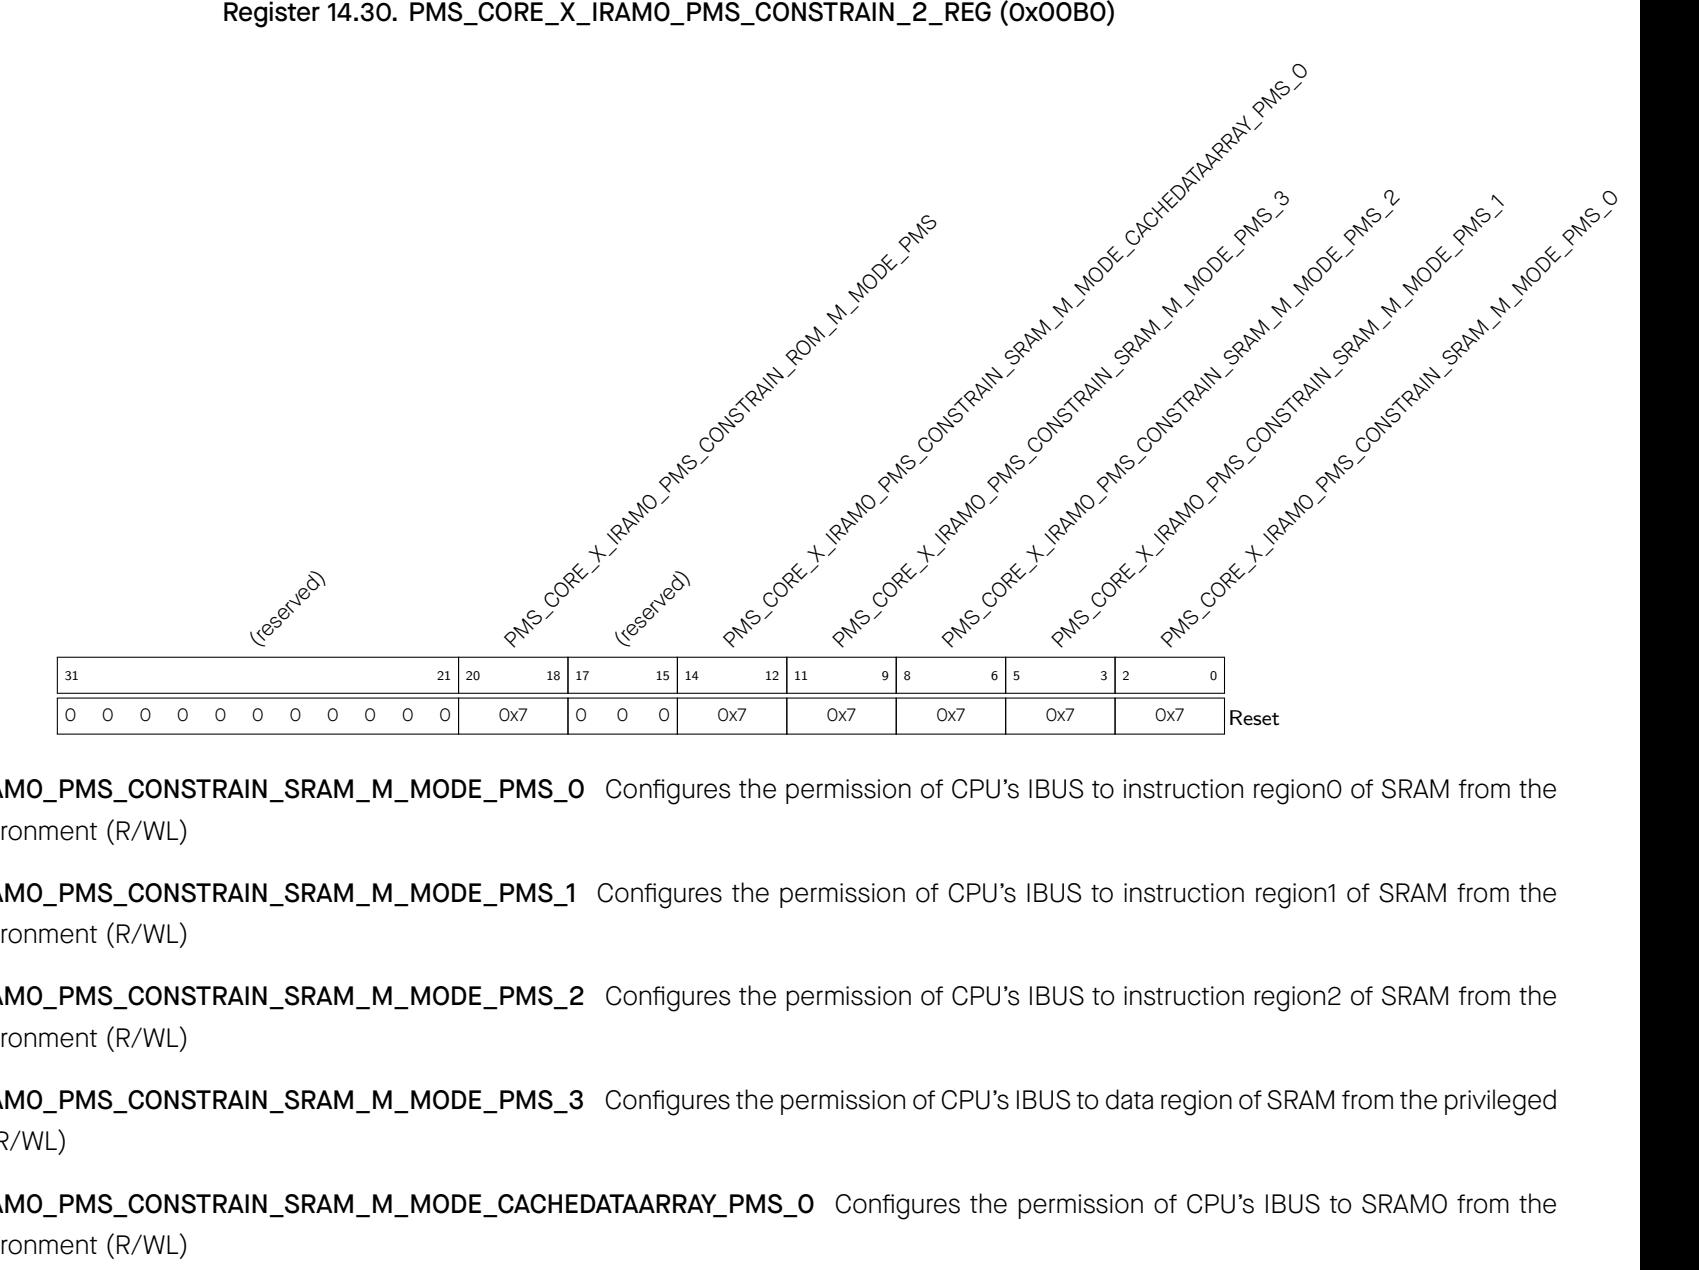 Register 14.30. PMS_CORE_X_IRAM0_PMS_CONSTRAIN_2_REG (0x00B0)
(reserved)
PMS_CORE_X_IRAM0_PMS_CONSTRAIN_ROM_M_MODE_PMS
(reserved)
PMS_CORE_X_IRAM0_PMS_CONSTRAIN_SRAM_M_MODE_CACHEDATAARRAY_PMS_0
PMS_CORE_X_IRAM0_PMS_CONSTRAIN_SRAM_M_MODE_PMS_3
PMS_CORE_X_IRAM0_PMS_CONSTRAIN_SRAM_M_MODE_PMS_2
PMS_CORE_X_IRAM0_PMS_CONSTRAIN_SRAM_M_MODE_PMS_1
PMS_CORE_X_IRAM0_PMS_CONSTRAIN_SRAM_M_MODE_PMS_0
31 21 20 18 17 15 14 12 11 9 8 6 5 3 2 0
0 0 0 0 0 0 0 0 0 0 0 0x7 0 0 0 0x7 0x7 0x7 0x7 0x7 Reset
AM0_PMS_CONSTRAIN_SRAM_M_MODE_PMS_0 Configures the permission of CPU's IBUS to instruction region0 of SRAM from the
ronment (R/WL)
AM0_PMS_CONSTRAIN_SRAM_M_MODE_PMS_1 Configures the permission of CPU's IBUS to instruction region1 of SRAM from the
ronment (R/WL)
AM0_PMS_CONSTRAIN_SRAM_M_MODE_PMS_2 Configures the permission of CPU's IBUS to instruction region2 of SRAM from the
ronment (R/WL)
AM0_PMS_CONSTRAIN_SRAM_M_MODE_PMS_3 Configures the permission of CPU's IBUS to data region of SRAM from the privileged
R/WL)
AM0_PMS_CONSTRAIN_SRAM_M_MODE_CACHEDATAARRAY_PMS_0 Configures the permission of CPU's IBUS to SRAM0 from the
ronment (R/WL)